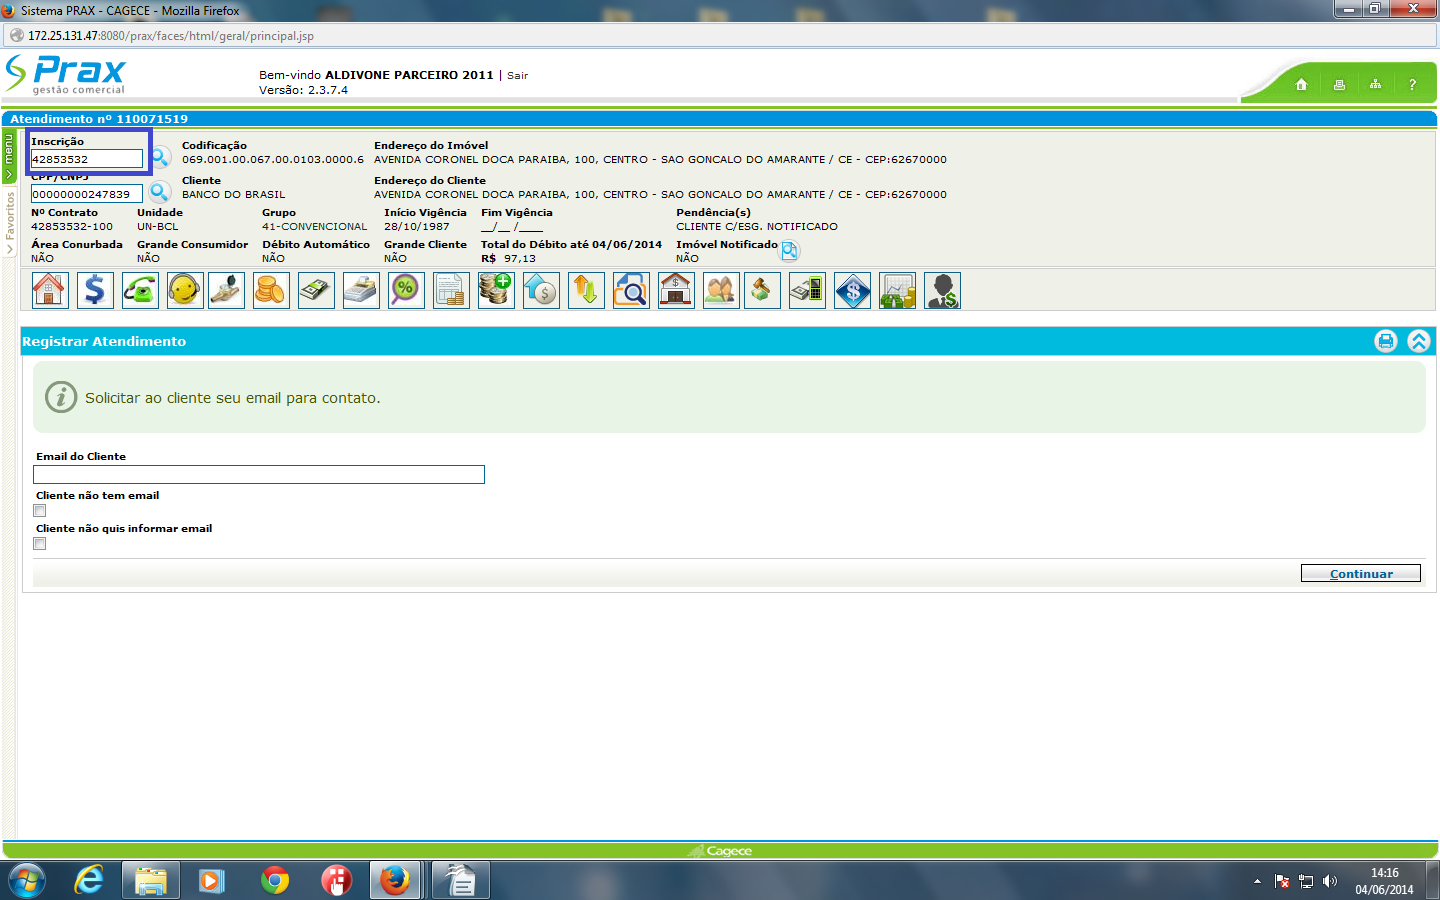 Sistema PRAX - CAGECE - Mozilla Firefox
172.25.131.47:8080/prax/faces/html/geral/principal.jsp
Prax
gestão comercial
Bem-vindo ALDIVONE PARCEIRO 2011 | Sair
Versão: 2.3.7.4
?
Atendimento nº 110071519
menu
Favoritos
Inscrição
42853532
Codificação
069.001.00.067.00.0103.0000.6
Endereço do Imóvel
AVENIDA CORONEL DOCA PARAIBA, 100, CENTRO - SAO GONCALO DO AMARANTE / CE - CEP:62670000
CPF/CNPJ
00000000247839
Cliente
BANCO DO BRASIL
Endereço do Cliente
AVENIDA CORONEL DOCA PARAIBA, 100, CENTRO - SAO GONCALO DO AMARANTE / CE - CEP:62670000
Nº Contrato Unidade Grupo Início Vigência Fim Vigência Pendência(s)
42853532-100 UN-BCL 41-CONVENCIONAL 28/10/1987 __/__ /____ CLIENTE C/ESG. NOTIFICADO
Área Conurbada Grande Consumidor Débito Automático Grande Cliente Total do Débito até 04/06/2014 Imóvel Notificado
NÃO NÃO NÃO NÃO R$ 97,13 NÃO
Registrar Atendimento
Solicitar ao cliente seu email para contato.
Email do Cliente
Cliente não tem email
Cliente não quis informar email
Continuar
Cagece
14:16
04/06/2014